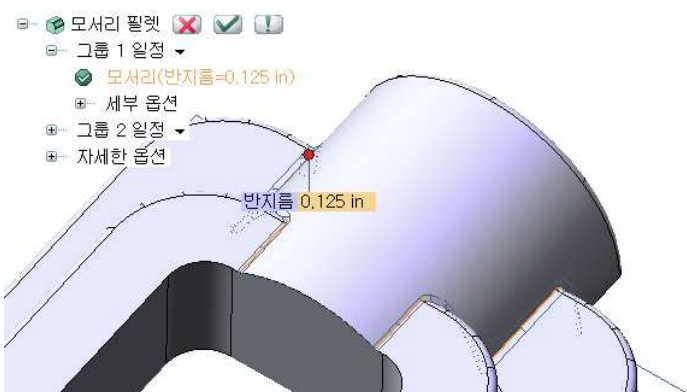 모서리 필렛
그룹 1 일정
모서리(반지름=0.125 in)
세부 옵션
그룹 2 일정
자세한 옵션
반지름 0.125 in